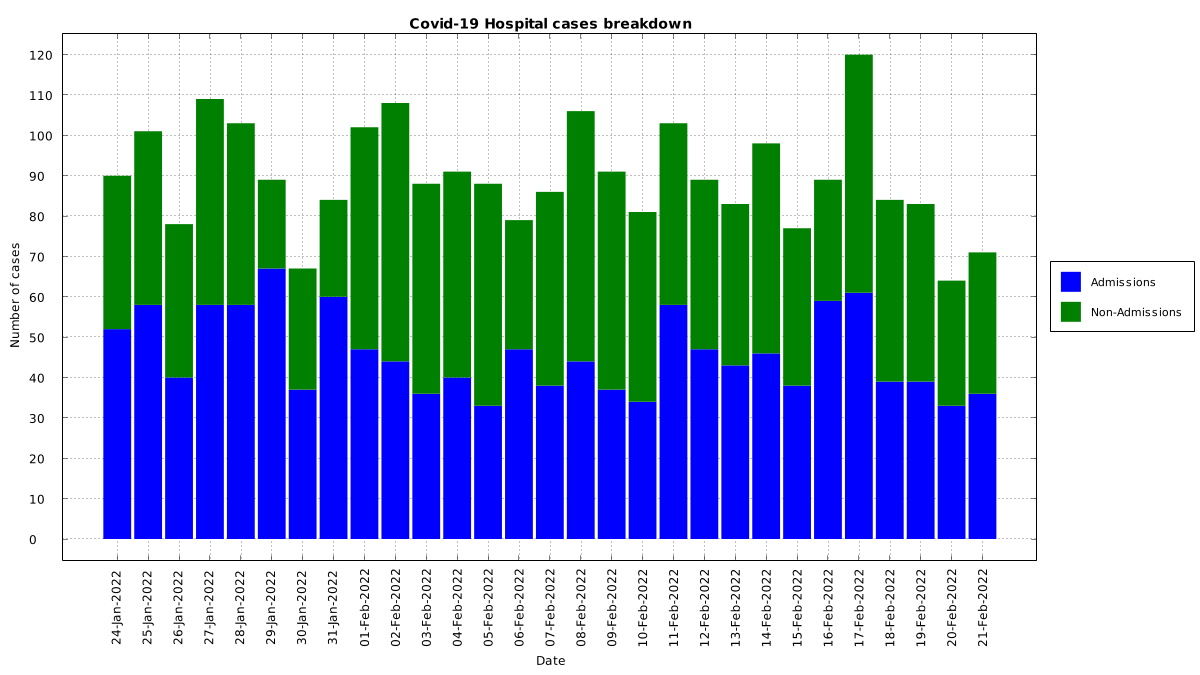 Covid-19 Hospital cases breakdown
120
110
100
90
80
70
60
50
40
30
20
10
0
Number of cases
24-Jan-2022
25-Jan-2022
26-Jan-2022
27-Jan-2022
28-Jan-2022
29-Jan-2022
30-Jan-2022
31-Jan-2022
01-Feb-2022
02-Feb-2022
03-Feb-2022
04-Feb-2022
05-Feb-2022
06-Feb-2022
07-Feb-2022
08-Feb-2022
09-Feb-2022
10-Feb-2022
11-Feb-2022
12-Feb-2022
13-Feb-2022
14-Feb-2022
15-Feb-2022
16-Feb-2022
17-Feb-2022
18-Feb-2022
19-Feb-2022
20-Feb-2022
21-Feb-2022
Date
Admissions
Non-Admissions